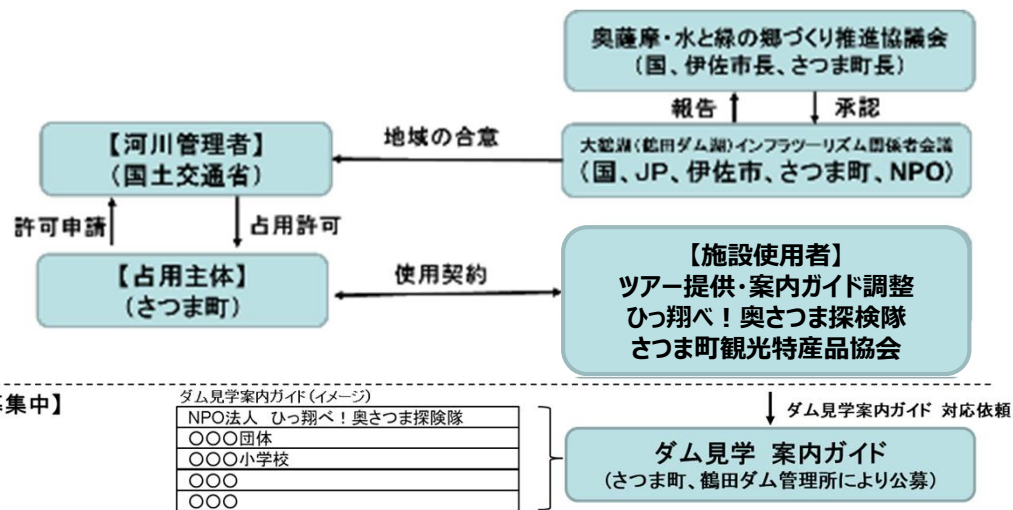 奥薩摩・水と緑の郷づくり推進協議会
（国、伊佐市長、さつま町長）
報告
承認
【河川管理者】
（国土交通省）
地域の合意
大鶴湖（鶴田ダム湖）インフラツーリズム関係者会議
（国、JP、伊佐市、さつま町、NPO）
許可申請
占用許可
【占用主体】
（さつま町）
使用契約
【施設使用者】
ツアー提供・案内ガイド調整
ひっ翔べ！奥さつま探検隊
さつま町観光特産品協会
募集中】
ダム見学案内ガイド（イメージ）
NPO法人　ひっ翔べ！奥さつま探険隊
○○○団体
○○○小学校
○○○
○○○
ダム見学案内ガイド 対応依頼
ダム見学 案内ガイド
（さつま町、鶴田ダム管理所により公募）